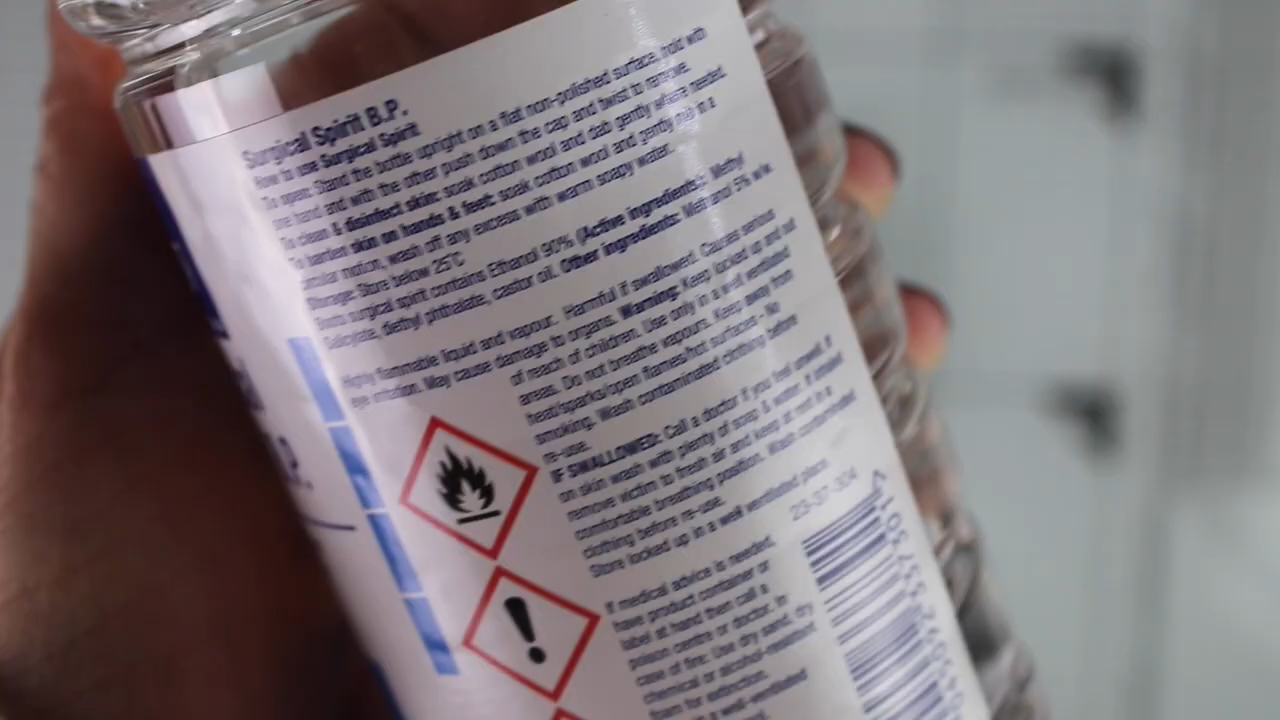 Surgical Spirit B.P.
How to use Surgical Spirit
To open: Stand the bottle upright on a flat non-polished surface, hold with
one hand and with the other push down the cap and twist to remove.
To clean & disinfect skin: soak cotton wool and dab gently where needed.
To harden skin on hands & feet: soak cotton wool and gently rub in a
circular motion, wash off any excess with warm soapy water.
Storage: Store below 25°C
surgical spirit contains Ethanol 90% (Active ingredients: Methyl
Salicylate, diethyl phthalate, castor oil. Other ingredients: Methanol 5% w/w.
Highly flammable liquid and vapour. Harmful if swallowed. Causes serious
eye irritation. May cause damage to organs. Warning: Keep locked up and out
of reach of children. Use only in a well ventilated
areas. Do not breathe vapours. Keep away from
heat/sparks/open flames/hot surfaces - No
smoking. Wash contaminated clothing before
re-use.
IF SWALLOWED: Call a doctor if you feel unwell, if
on skin wash with plenty of soap & water, if inhaled
remove victim to fresh air and keep at rest in a
comfortable breathing position. Wash contaminated
clothing before re-use.
Store locked up in a well ventilated place
23-37-304
If medical advice is needed,
have product container or
label at hand then call a
poison centre or doctor. In
case of fire: Use dry sand, dry
chemical or alcohol-resistant
foam for extinction.
a well-ventilated